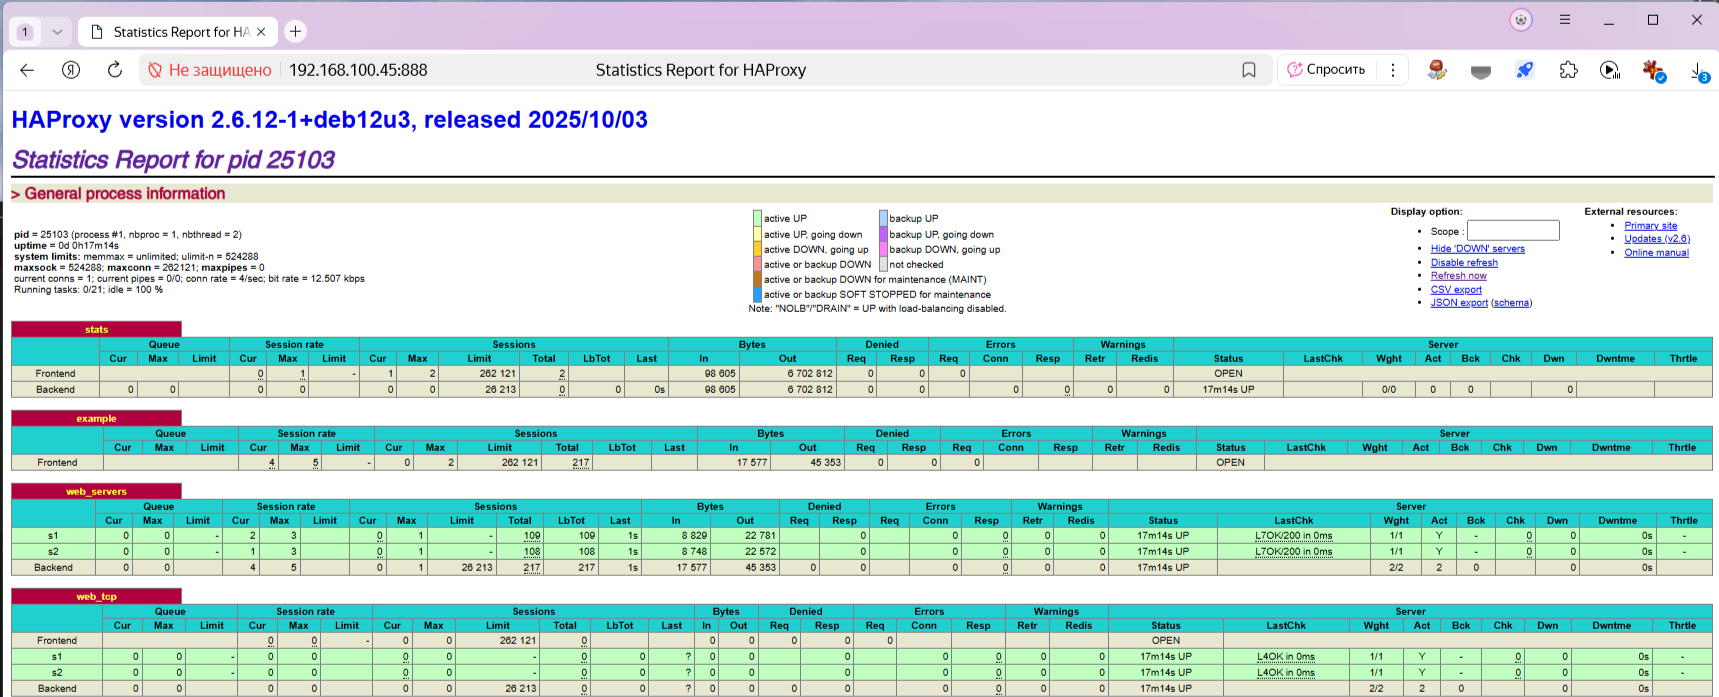 1
Statistics Report for HA
Не защищено 192.168.100.45:888 Statistics Report for HAProxy Спросить 3
HAProxy version 2.6.12-1+deb12u3, released 2025/10/03
Statistics Report for pid 25103
> General process information
pid = 25103 (process #1, nbproc = 1, nbthread = 2)
uptime = 0d 0h17m14s
system limits: memmax = unlimited; ulimit-n = 524288
maxsock = 524288; maxconn = 262121; maxpipes = 0
current conns = 1; current pipes = 0/0; conn rate = 4/sec; bit rate = 12.507 kbps
Running tasks: 0/21; idle = 100 %
active UP backup UP
active UP, going down backup UP, going down
active DOWN, going up backup DOWN, going up
active or backup DOWN not checked
active or backup DOWN for maintenance (MAINT)
active or backup SOFT STOPPED for maintenance
Note: "NOLB"/"DRAIN" = UP with load-balancing disabled.
Display option:
Scope :
Hide 'DOWN' servers
Disable refresh
Refresh now
CSV export
JSON export (schema)
External resources:
Primary site
Updates (v2.6)
Online manual
stats
Queue Session rate Sessions Bytes Denied Errors Warnings Server
Cur Max Limit Cur Max Limit Cur Max Limit Total LbTot Last In Out Req Resp Req Conn Resp Retr Redis Status LastChk Wght Act Bck Chk Dwn Dwntme Thrtle
Frontend 0 1 - 1 2 262 121 2 98 605 6 702 812 0 0 0 OPEN
Backend 0 0 0 0 0 0 26 213 0 0 0s 98 605 6 702 812 0 0 0 0 0 0 17m14s UP 0/0 0 0 0
example
Queue Session rate Sessions Bytes Denied Errors Warnings Server
Cur Max Limit Cur Max Limit Cur Max Limit Total LbTot Last In Out Req Resp Req Conn Resp Retr Redis Status LastChk Wght Act Bck Chk Dwn Dwntme Thrtle
Frontend 4 5 - 0 2 262 121 217 17 577 45 353 0 0 0 OPEN
web_servers
Queue Session rate Sessions Bytes Denied Errors Warnings Server
Cur Max Limit Cur Max Limit Cur Max Limit Total LbTot Last In Out Req Resp Req Conn Resp Retr Redis Status LastChk Wght Act Bck Chk Dwn Dwntme Thrtle
s1 0 0 - 2 3 0 1 - 109 109 1s 8 829 22 781 0 0 0 0 0 17m14s UP L7OK/200 in 0ms 1/1 Y - 0 0 0s -
s2 0 0 - 1 3 0 1 - 108 108 1s 8 748 22 572 0 0 0 0 0 17m14s UP L7OK/200 in 0ms 1/1 Y - 0 0 0s -
Backend 0 0 4 5 0 1 26 213 217 217 1s 17 577 45 353 0 0 0 0 0 0 17m14s UP 2/2 2 0 0 0s
web_tcp
Queue Session rate Sessions Bytes Denied Errors Warnings Server
Cur Max Limit Cur Max Limit Cur Max Limit Total LbTot Last In Out Req Resp Req Conn Resp Retr Redis Status LastChk Wght Act Bck Chk Dwn Dwntme Thrtle
Frontend 0 0 - 0 0 262 121 0 0 0 0 0 0 OPEN
s1 0 0 - 0 0 0 0 - 0 0 ? 0 0 0 0 0 0 0 17m14s UP L4OK in 0ms 1/1 Y - 0 0 0s -
s2 0 0 - 0 0 0 0 - 0 0 ? 0 0 0 0 0 0 0 17m14s UP L4OK in 0ms 1/1 Y - 0 0 0s -
Backend 0 0 0 0 0 0 26 213 0 0 ? 0 0 0 0 0 0 0 0 17m14s UP 2/2 2 0 0 0s